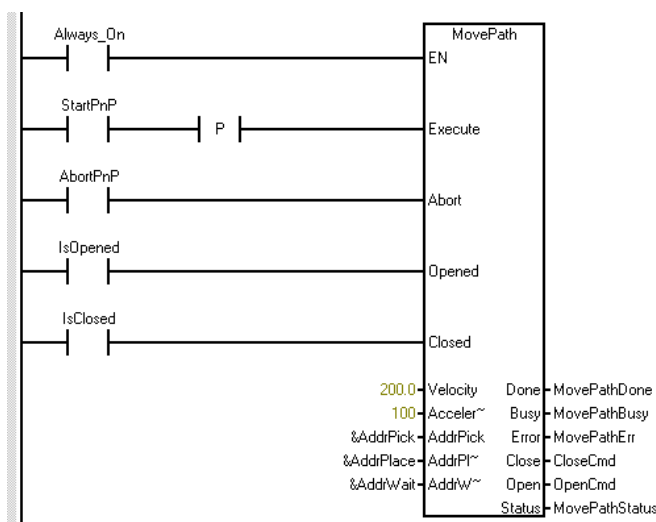 Always_On
MovePath
EN
StartPnP
P
Execute
AbortPnP
Abort
IsOpened
Opened
IsClosed
Closed
200.0 Velocity Done MovePathDone
100 Acceler~ Busy MovePathBusy
&AddrPick AddrPick Error MovePathErr
&AddrPlace AddrPl~ Close CloseCmd
&AddrWait AddrW~ Open OpenCmd
Status MovePathStatus